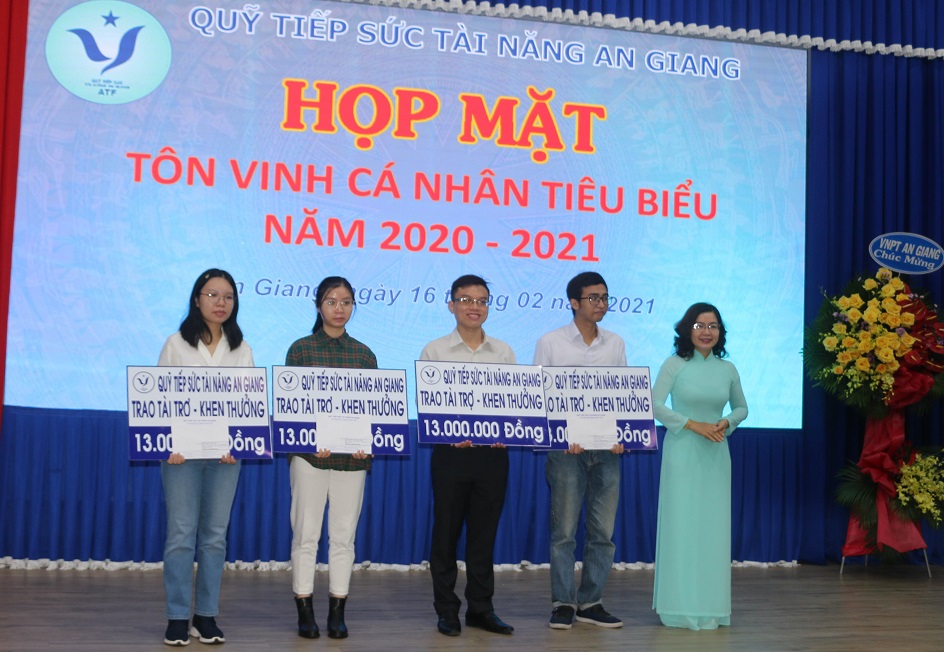 QUỸ TIẾP SỨC TÀI NĂNG AN GIANG
ATP
HỌP MẶT
TÔN VINH CÁ NHÂN TIÊU BIỂU
NĂM 2020 - 2021
n Giang, ngày 16 t 02 n 2021
VNPT AN GIANG
Chúc Mừng
QUỸ TIẾP SỨC TÀI NĂNG AN GIANG
TRAO TÀI TRỢ - KHEN THƯỞNG
13. Đồng
QUỸ TIẾP SỨC TÀI NĂNG AN GIANG
TRAO TÀI TRỢ - KHEN THƯỞNG
13. Đồng
QUỸ TIẾP SỨC TÀI NĂNG AN GIANG
TRAO TÀI TRỢ - KHEN THƯỞNG
13.000.000 Đồng
QUỸ TIẾP SỨC TÀI NĂNG AN GIANG
TRAO TÀI TRỢ - KHEN THƯỞNG
Đồng